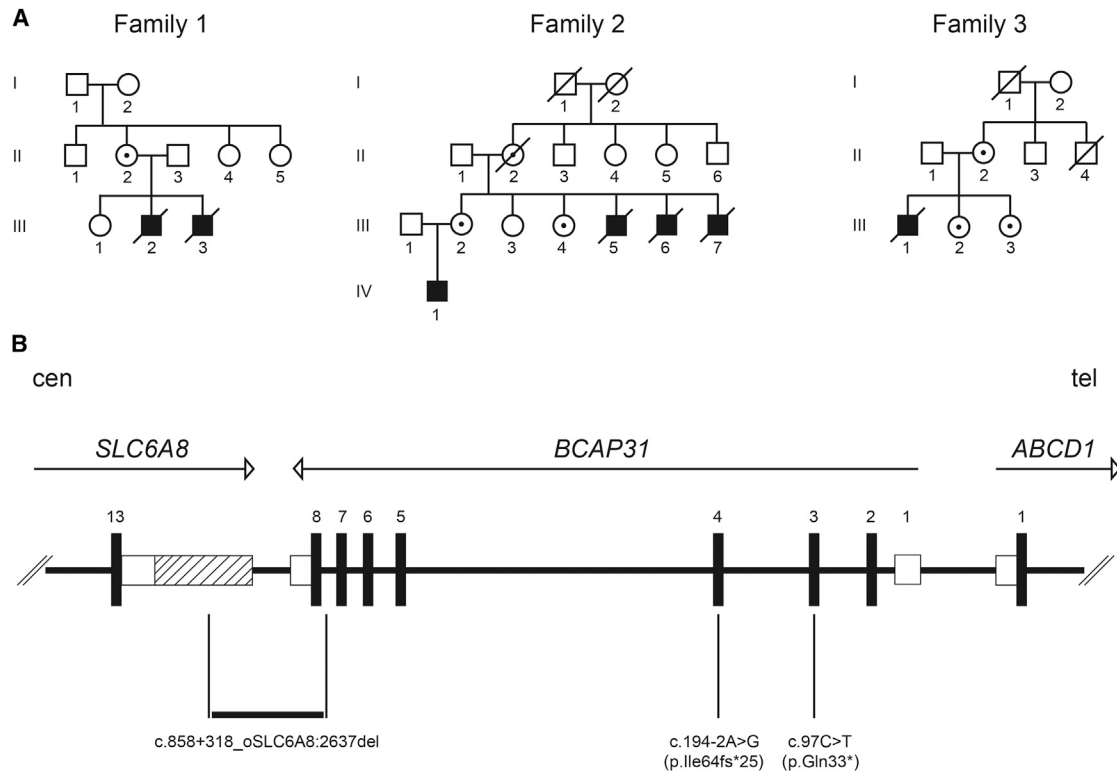 A
Family 1
Family 2
Family 3
I
1 2
II
1 2 3 4 5
III
1 2 3
I
1 2
II
1 2 3 4 5 6
III
1 2 3 4 5 6 7
IV
1
I
1 2
II
1 2 3 4
III
1 2 3
B
cen tel
SLC6A8 BCAP31 ABCD1
13 8 7 6 5 4 3 2 1 1
c.858+318_oSLC6A8:2637del
c.194-2A>G c.97C>T
(p.Ile64fs*25) (p.Gln33*)